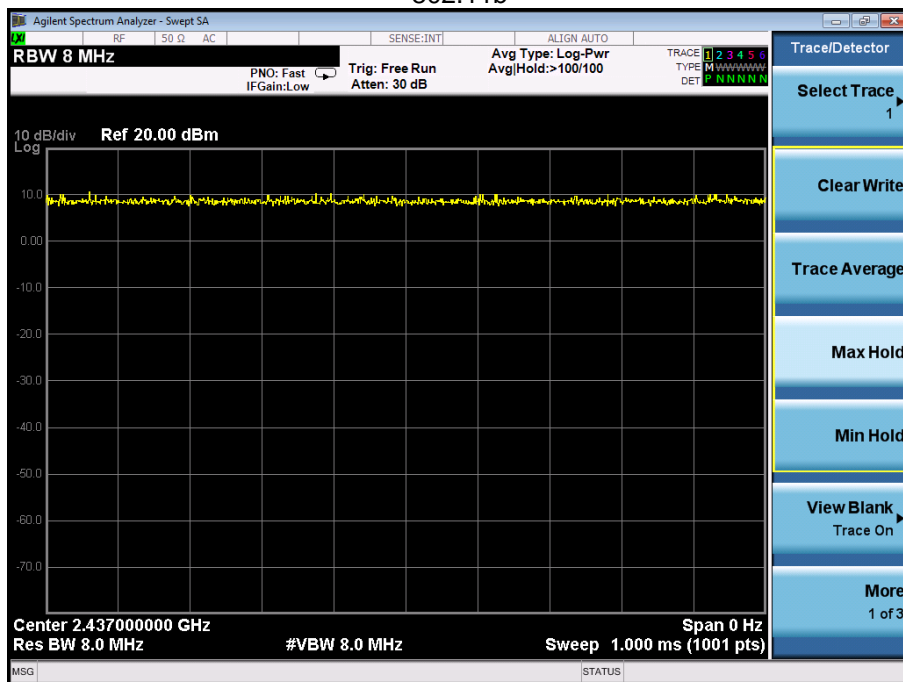 802.11b
Agilent Spectrum Analyzer - Swept SA
LXI RF 50 Ω AC SENSE:INT ALIGN AUTO
RBW 8 MHz
PNO: Fast
IFGain:Low
Trig: Free Run
Atten: 30 dB
Avg Type: Log-Pwr
Avg|Hold:>100/100
TRACE 1 2 3 4 5 6
TYPE M WWWWW
DET P N N N N N
10 dB/div Ref 20.00 dBm
Log
10.0
0.00
-10.0
-20.0
-30.0
-40.0
-50.0
-60.0
-70.0
Center 2.437000000 GHz Span 0 Hz
Res BW 8.0 MHz #VBW 8.0 MHz Sweep 1.000 ms (1001 pts)
MSG STATUS
Trace/Detector
Select Trace
1
Clear Write
Trace Average
Max Hold
Min Hold
View Blank
Trace On
More
1 of 3